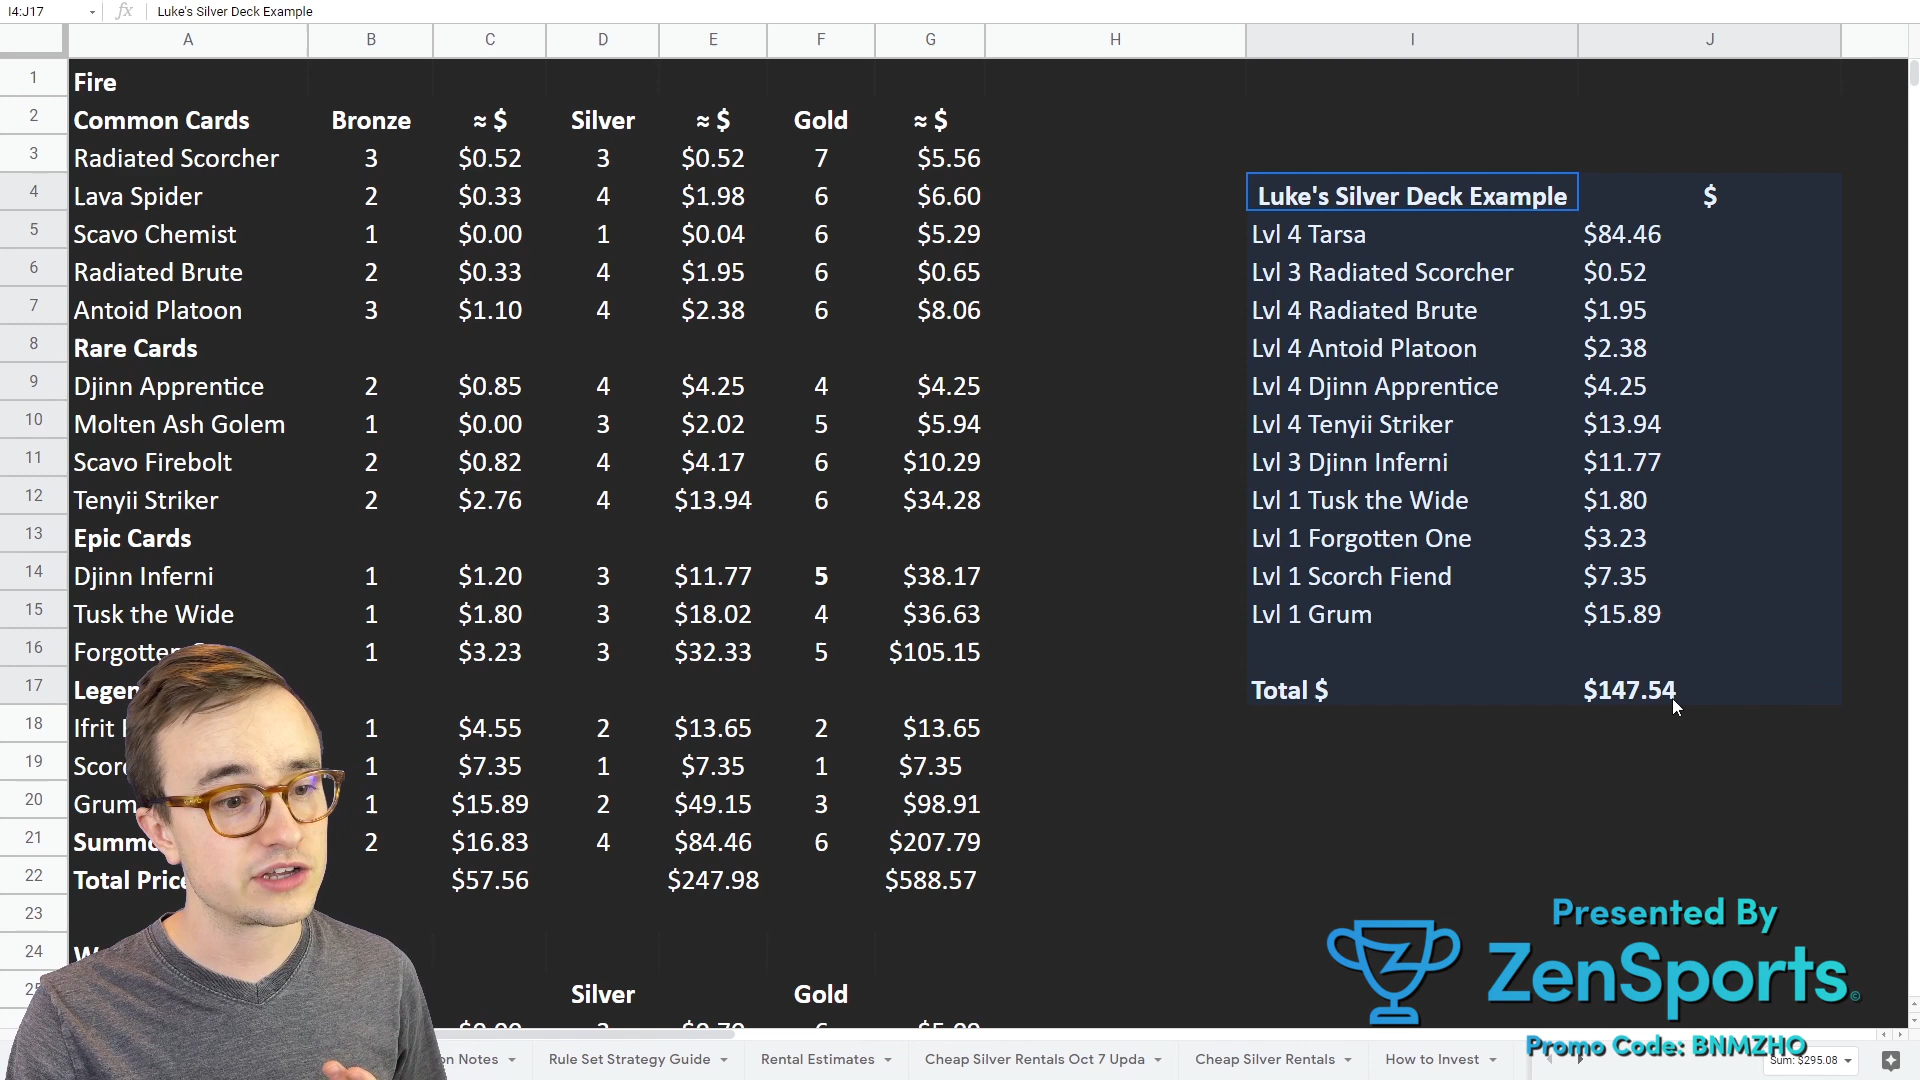 I4:J17 fx Luke's Silver Deck Example
A B C D E F G H I J
1 Fire
2 Common Cards Bronze ≈ $ Silver ≈ $ Gold ≈ $
3 Radiated Scorcher 3 $0.52 3 $0.52 7 $5.56
4 Lava Spider 2 $0.33 4 $1.98 6 $6.60 Luke's Silver Deck Example $
5 Scavo Chemist 1 $0.00 1 $0.04 6 $5.29 Lvl 4 Tarsa $84.46
6 Radiated Brute 2 $0.33 4 $1.95 6 $0.65 Lvl 3 Radiated Scorcher $0.52
7 Antoid Platoon 3 $1.10 4 $2.38 6 $8.06 Lvl 4 Radiated Brute $1.95
8 Rare Cards Lvl 4 Antoid Platoon $2.38
9 Djinn Apprentice 2 $0.85 4 $4.25 4 $4.25 Lvl 4 Djinn Apprentice $4.25
10 Molten Ash Golem 1 $0.00 3 $2.02 5 $5.94 Lvl 4 Tenyii Striker $13.94
11 Scavo Firebolt 2 $0.82 4 $4.17 6 $10.29 Lvl 3 Djinn Inferni $11.77
12 Tenyii Striker 2 $2.76 4 $13.94 6 $34.28 Lvl 1 Tusk the Wide $1.80
13 Epic Cards Lvl 1 Forgotten One $3.23
14 Djinn Inferni 1 $1.20 3 $11.77 5 $38.17 Lvl 1 Scorch Fiend $7.35
15 Tusk the Wide 1 $1.80 3 $18.02 4 $36.63 Lvl 1 Grum $15.89
16 Forgotten 1 $3.23 3 $32.33 5 $105.15
17 Legen Total $ $147.54
18 Ifrit 1 $4.55 2 $13.65 2 $13.65
19 Scor 1 $7.35 1 $7.35 1 $7.35
20 Grum 1 $15.89 2 $49.15 3 $98.91
21 Summo 2 $16.83 4 $84.46 6 $207.79
22 Total Price $57.56 $247.98 $588.57
23
24 W
25 Silver Gold
Presented By
ZenSports
Promo Code: BNMZHO
on Notes Rule Set Strategy Guide Rental Estimates Cheap Silver Rentals Oct 7 Upda Cheap Silver Rentals How to Invest Sum: $295.08